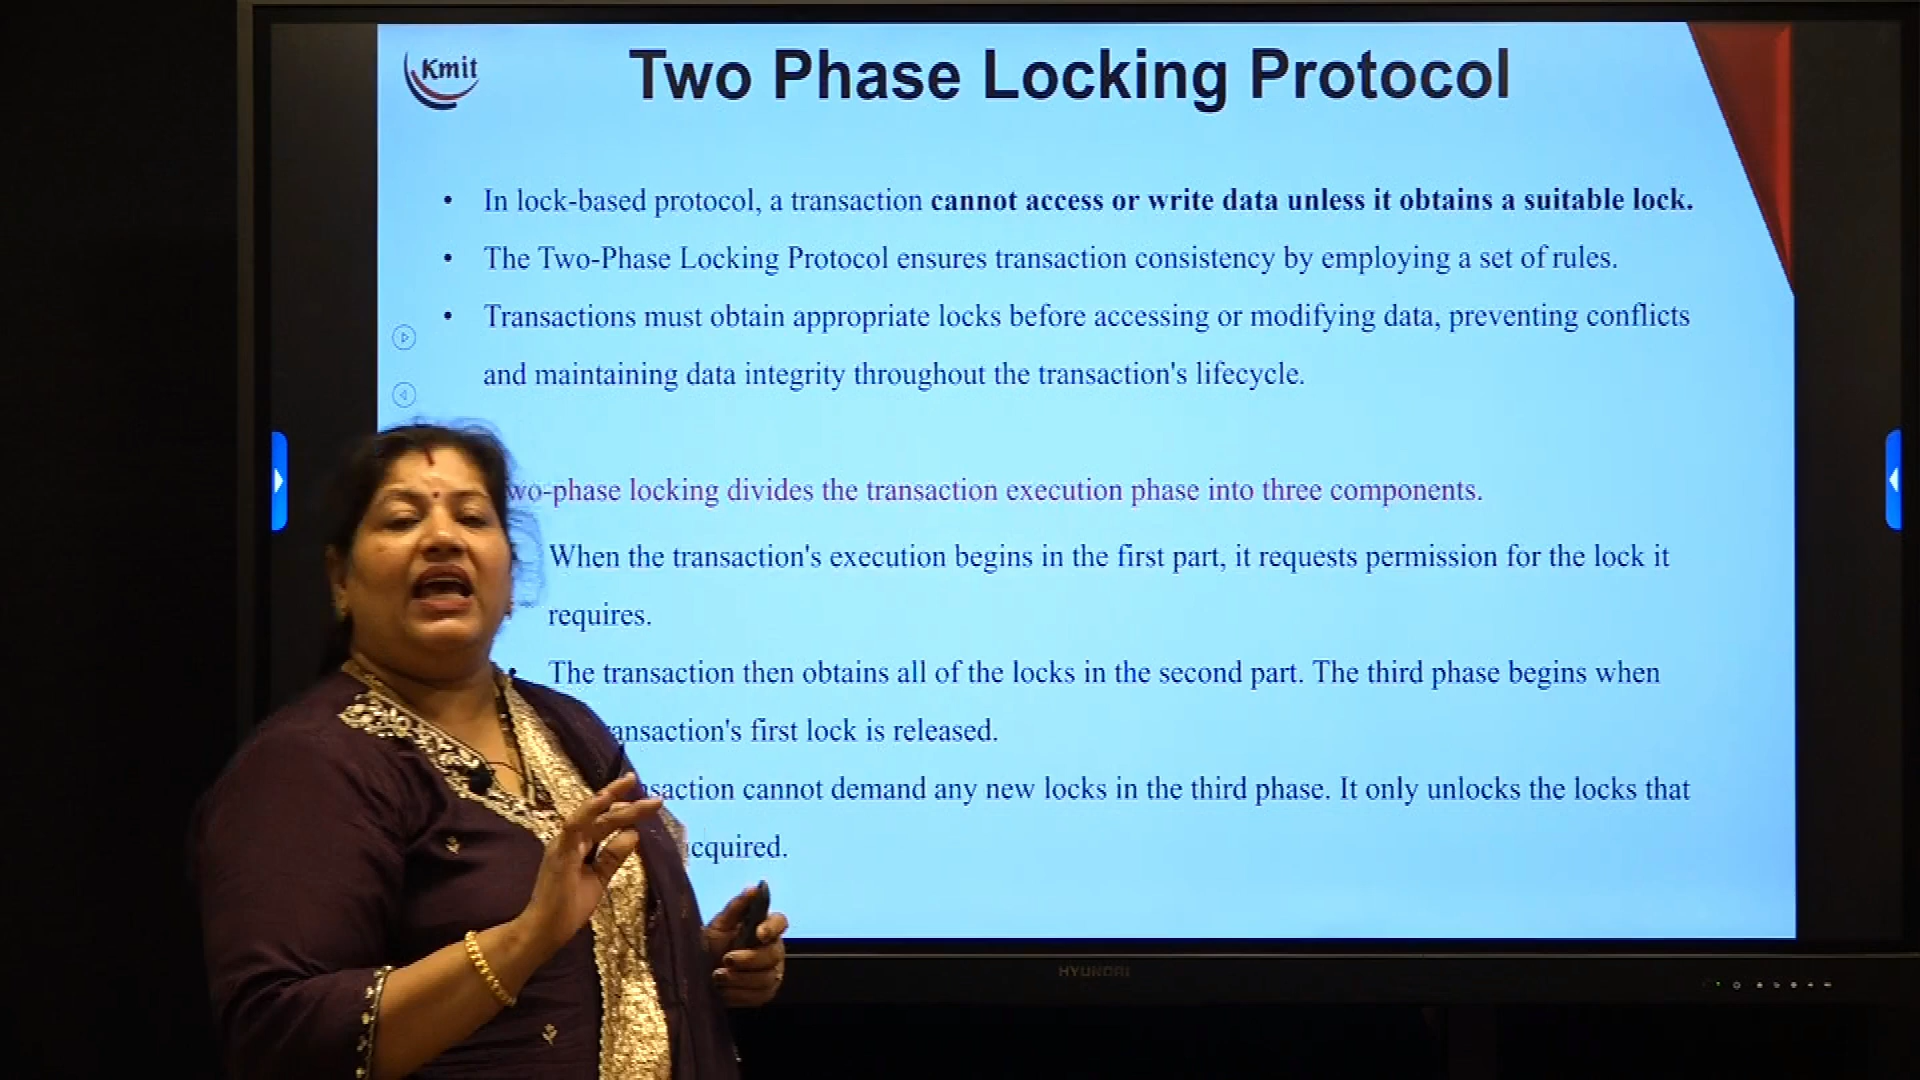 Kmit
Two Phase Locking Protocol
• In lock-based protocol, a transaction cannot access or write data unless it obtains a suitable lock.
• The Two-Phase Locking Protocol ensures transaction consistency by employing a set of rules.
• Transactions must obtain appropriate locks before accessing or modifying data, preventing conflicts
and maintaining data integrity throughout the transaction's lifecycle.
wo-phase locking divides the transaction execution phase into three components.
When the transaction's execution begins in the first part, it requests permission for the lock it
requires.
• The transaction then obtains all of the locks in the second part. The third phase begins when
ansaction's first lock is released.
saction cannot demand any new locks in the third phase. It only unlocks the locks that
acquired.
HYUNDAI